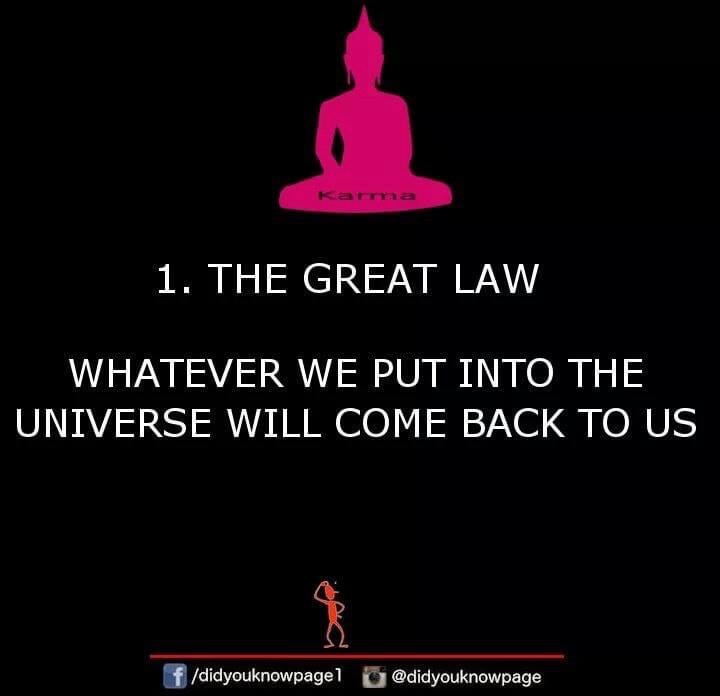 Karma
1. THE GREAT LAW
WHATEVER WE PUT INTO THE
UNIVERSE WILL COME BACK TO US
f /didyouknowpage1 @didyouknowpage